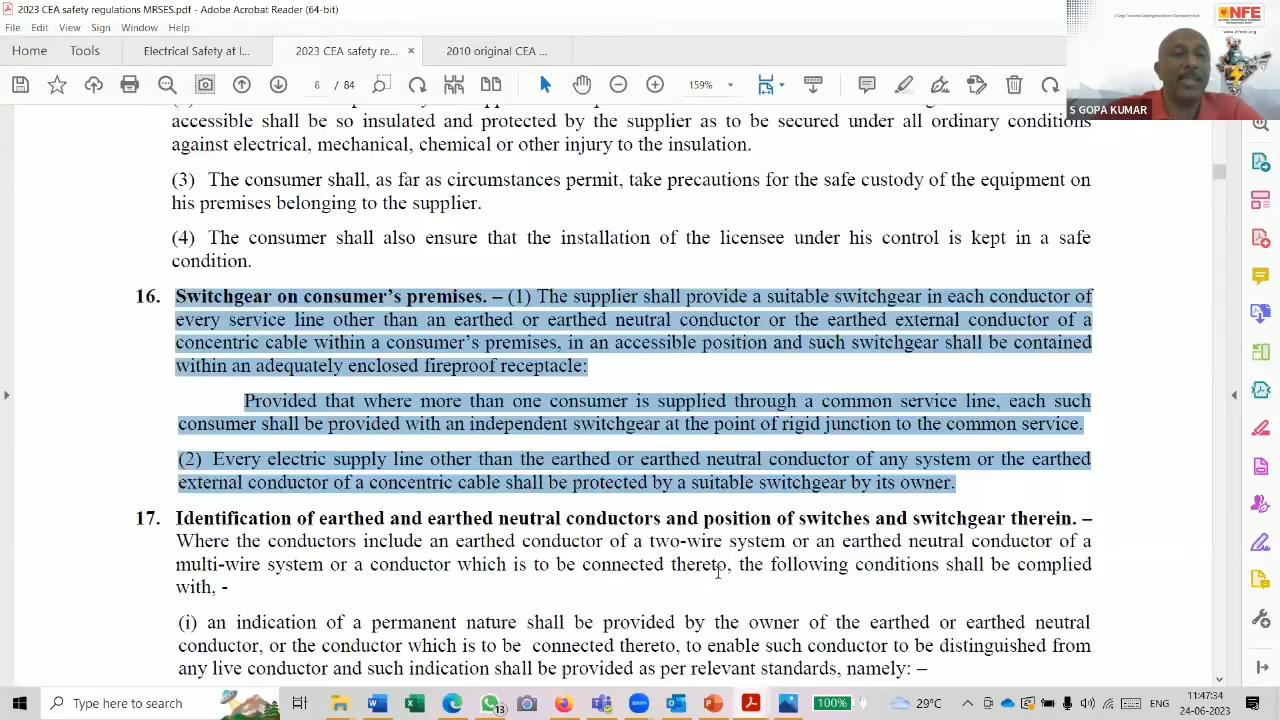 2023 CEA safety regulations MRSES.pdf - Adobe Acrobat Reader (64-bit)
File Edit View Sign Window Help
Home Tools Electrical safety at l... 2023 CEA safety re... ×
8 / 84 159%
A Step Towards Making
NFE
www.nfees.org
S GOPA KUMAR
accessible shall be so insulated and protected by the supplier as to be secured under all ordinary conditions
against electrical, mechanical, chemical or other injury to the insulation.
(3) The consumer shall, as far as circumstances permit, take precautions for the safe custody of the equipment on
his premises belonging to the supplier.
(4) The consumer shall also ensure that the installation of the licensee under his control is kept in a safe
condition.
16. Switchgear on consumer's premises. – (1) The supplier shall provide a suitable switchgear in each conductor of
every service line other than an earthed or earthed neutral conductor or the earthed external conductor of a
concentric cable within a consumer's premises, in an accessible position and such switchgear shall be contained
within an adequately enclosed fireproof receptacle.
Provided that where more than one consumer is supplied through a common service line, each such
consumer shall be provided with an independent switchgear at the point of rigid junction to the common service.
(2) Every electric supply line other than the earthed or earthed neutral conductor of any system or the earthed
external conductor of a concentric cable shall be protected by a suitable switchgear by its owner.
17. Identification of earthed and earthed neutral conductors and position of switches and switchgear therein. –
Where the conductors include an earthed conductor of a two-wire system or an earthed neutral conductor of a
multi-wire system or a conductor which is to be connected thereto, the following conditions shall be complied
with, -
(i) an indication of a permanent nature shall be provided by the owner of the earthed or earthed neutral
conductor, or the conductor which is to be connected thereto, to enable such conductor to be distinguished from
any live conductor and such indication shall be provided as per relevant standards, namely. –
Type here to search
zoom
100%
29°C
ENG
11:47:34
24-06-2023